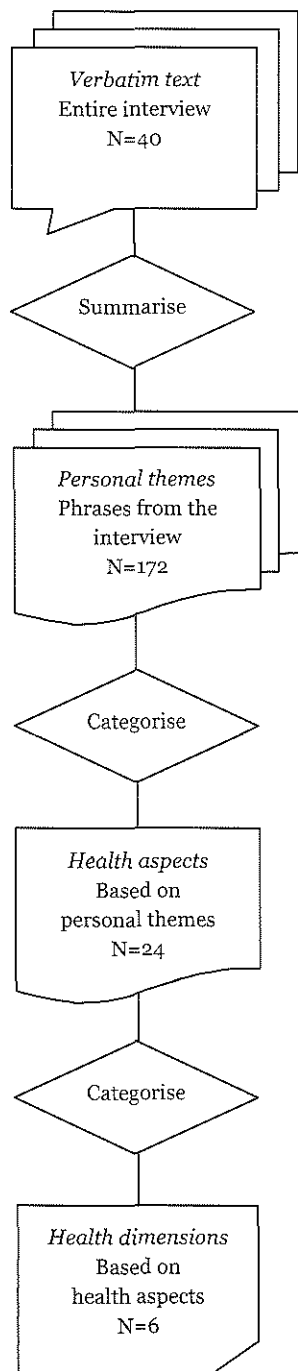 Verbatim text
Entire interview
N=40
Summarise
Personal themes
Phrases from the
interview
N=172
Categorise
Health aspects
Based on
personal themes
N=24
Categorise
Health dimensions
Based on
health aspects
N=6